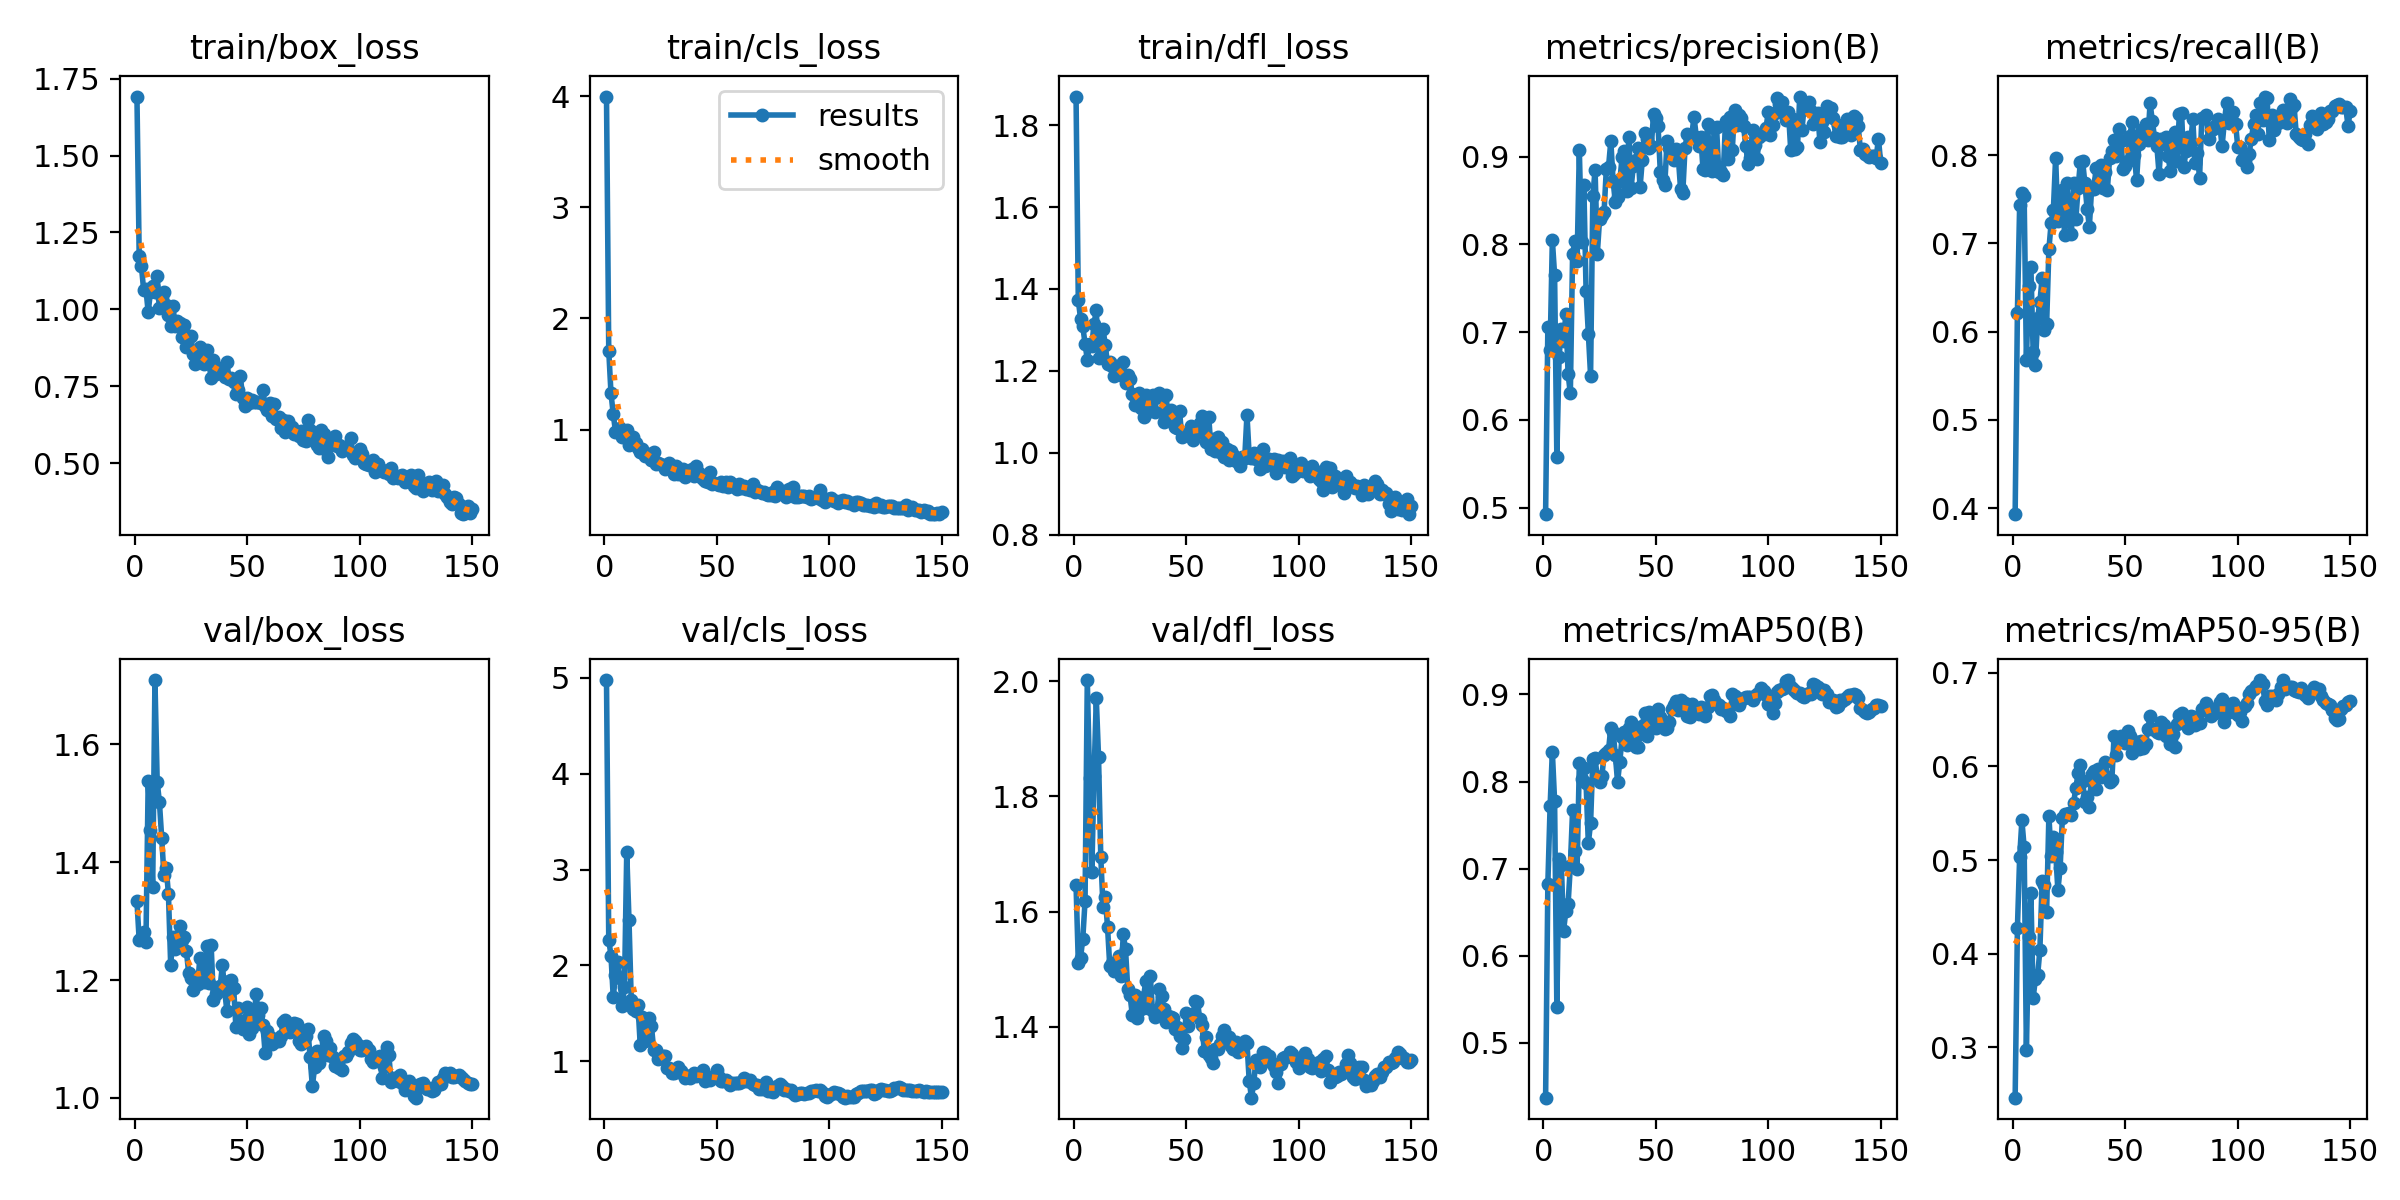 train/box_loss
1.75
1.50
1.25
1.00
0.75
0.50
0 50 100 150
train/cls_loss
results
smooth
4
3
2
1
0 50 100 150
train/dfl_loss
1.8
1.6
1.4
1.2
1.0
0.8
0 50 100 150
metrics/precision(B)
0.9
0.8
0.7
0.6
0.5
0 50 100 150
metrics/recall(B)
0.8
0.7
0.6
0.5
0.4
0 50 100 150
val/box_loss
1.6
1.4
1.2
1.0
0 50 100 150
val/cls_loss
5
4
3
2
1
0 50 100 150
val/dfl_loss
2.0
1.8
1.6
1.4
0 50 100 150
metrics/mAP50(B)
0.9
0.8
0.7
0.6
0.5
0 50 100 150
metrics/mAP50-95(B)
0.7
0.6
0.5
0.4
0.3
0 50 100 150